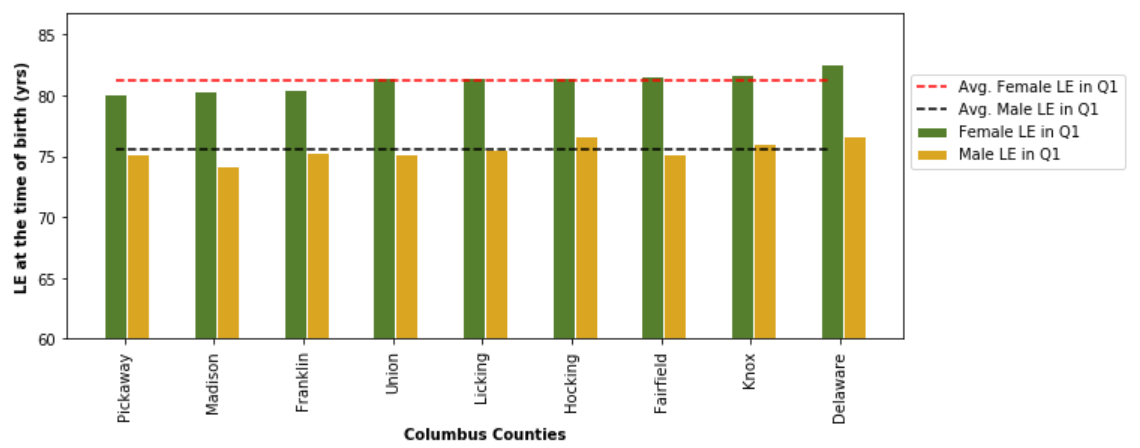 85
80
75
70
65
60
LE at the time of birth (yrs)
Pickaway
Madison
Franklin
Union
Licking
Hocking
Fairfield
Knox
Delaware
Columbus Counties
Avg. Female LE in Q1
Avg. Male LE in Q1
Female LE in Q1
Male LE in Q1